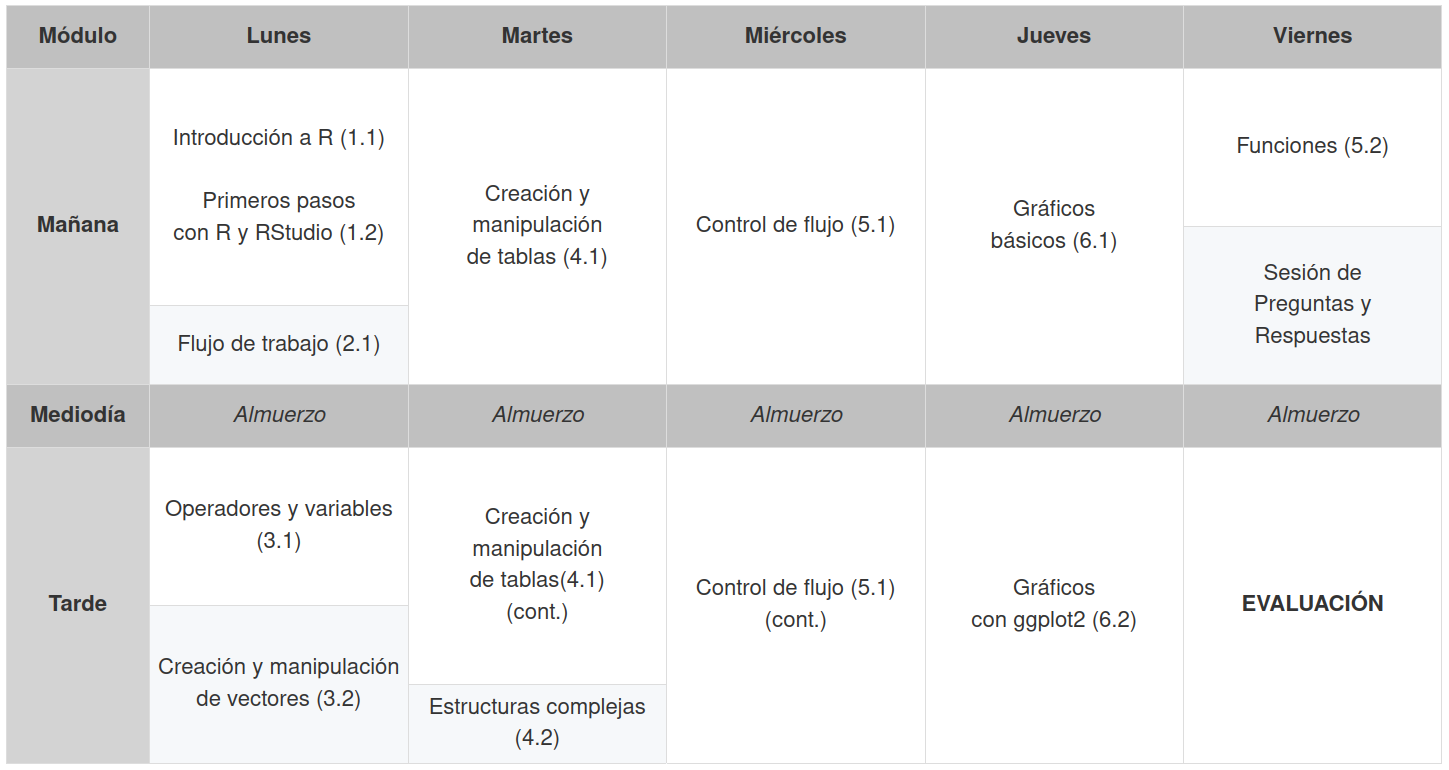 Módulo
Lunes
Martes
Miércoles
Jueves
Viernes
Mañana
Introducción a R (1.1)
Primeros pasos
con R y RStudio (1.2)
Flujo de trabajo (2.1)
Creación y
manipulación
de tablas (4.1)
Control de flujo (5.1)
Gráficos
básicos (6.1)
Funciones (5.2)
Sesión de
Preguntas y
Respuestas
Mediodía
Almuerzo
Almuerzo
Almuerzo
Almuerzo
Almuerzo
Tarde
Operadores y variables
(3.1)
Creación y manipulación
de vectores (3.2)
Creación y
manipulación
de tablas(4.1)
(cont.)
Estructuras complejas
(4.2)
Control de flujo (5.1)
(cont.)
Gráficos
con ggplot2 (6.2)
EVALUACIÓN